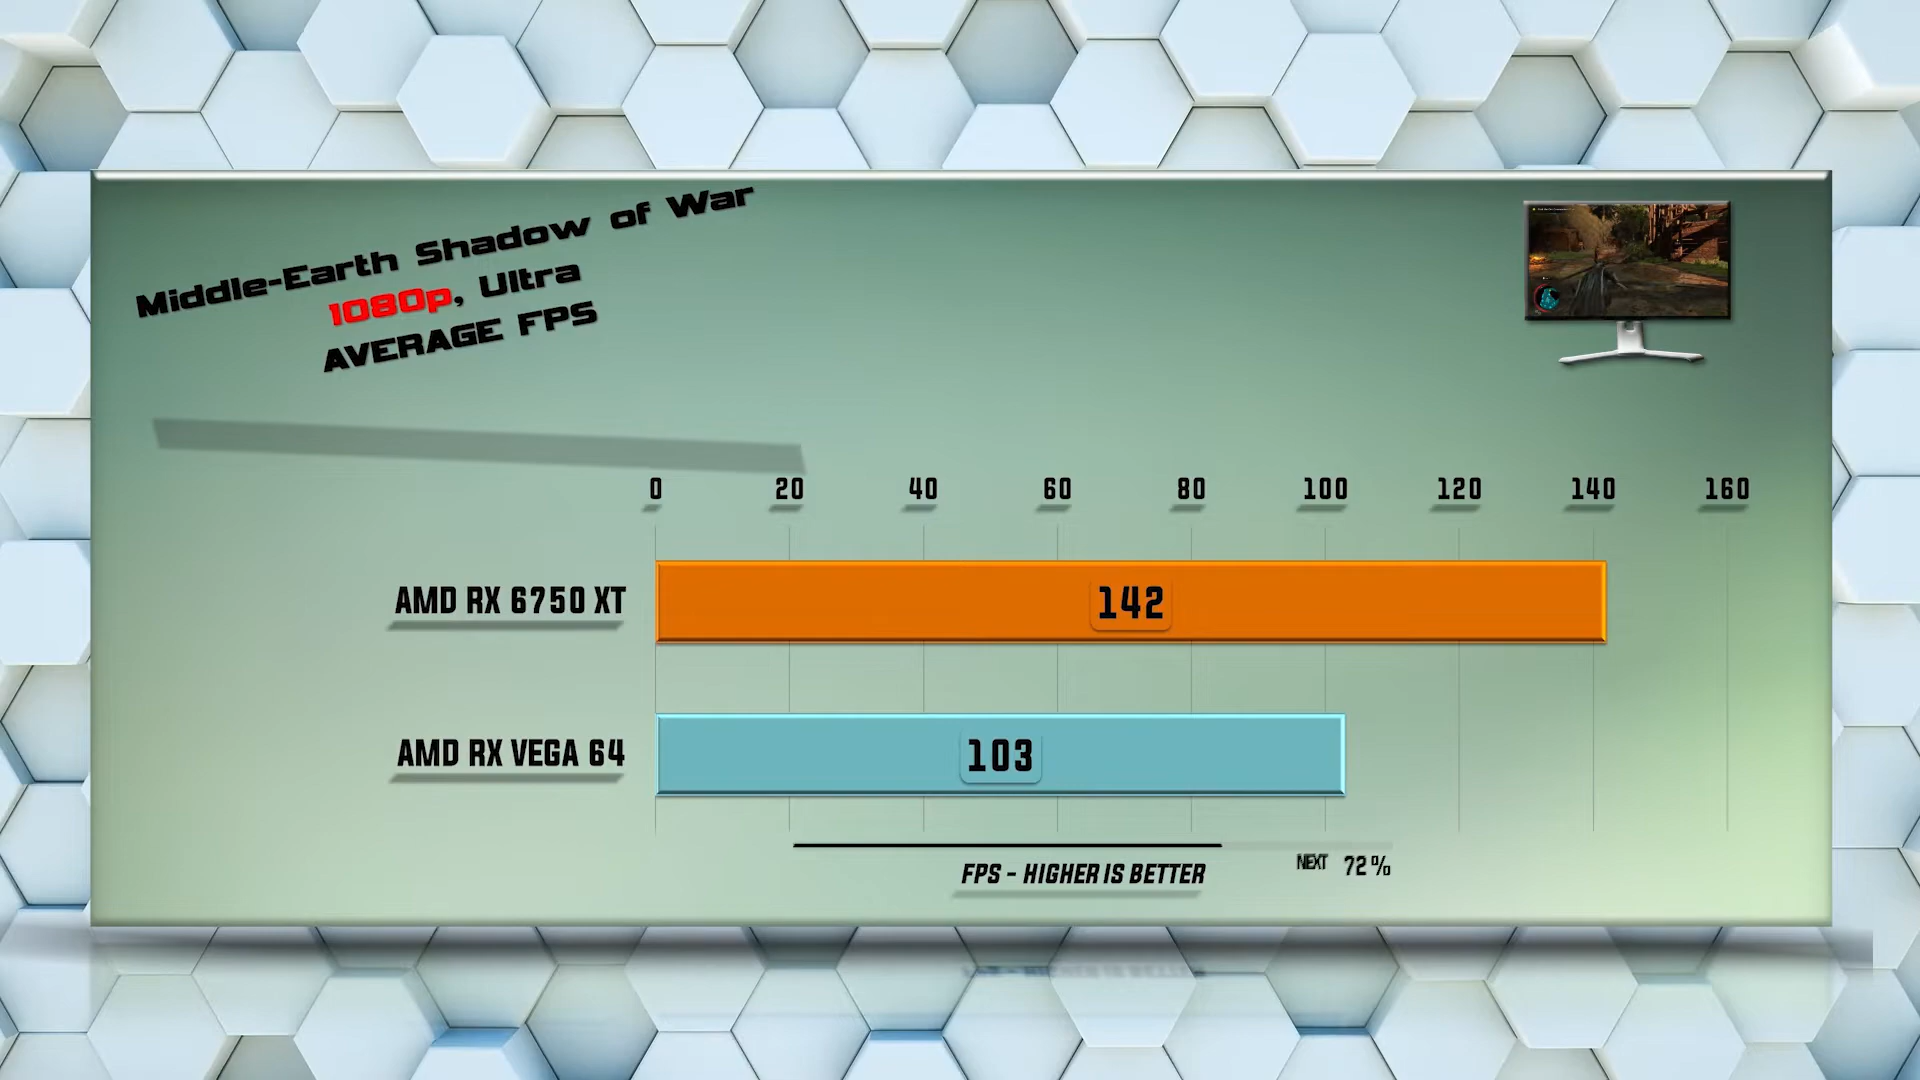 Middle-Earth Shadow of War
1080p, Ultra
AVERAGE FPS
0 20 40 60 80 100 120 140 160
AMD RX 6750 XT 142
AMD RX VEGA 64 103
FPS - HIGHER IS BETTER
NEXT 72%